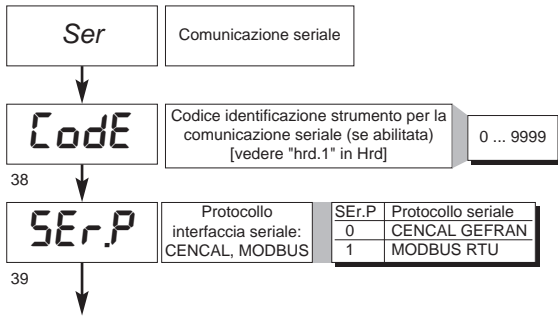 Ser
Comunicazione seriale
CodE
Codice identificazione strumento per la
comunicazione seriale (se abilitata)
[vedere "hrd.1" in Hrd]
0 ... 9999
38
SEr.P
Protocollo
interfaccia seriale:
CENCAL, MODBUS
SEr.P Protocollo seriale
0 CENCAL GEFRAN
1 MODBUS RTU
39